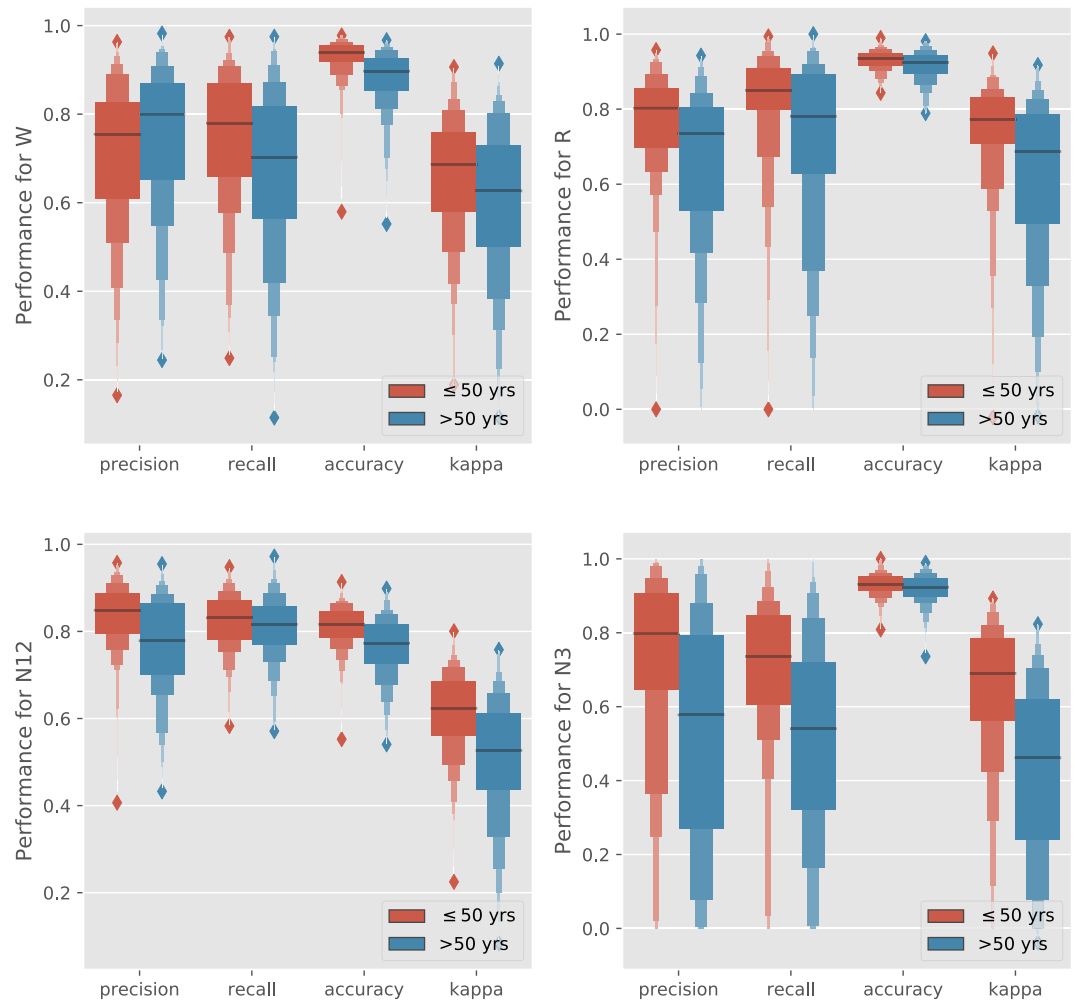 Performance for W
1.0
0.8
0.6
0.4
0.2
≤ 50 yrs
>50 yrs
precision recall accuracy kappa
Performance for R
1.0
0.8
0.6
0.4
0.2
0.0
≤ 50 yrs
>50 yrs
precision recall accuracy kappa
Performance for N12
1.0
0.8
0.6
0.4
0.2
≤ 50 yrs
>50 yrs
precision recall accuracy kappa
Performance for N3
1.0
0.8
0.6
0.4
0.2
0.0
≤ 50 yrs
>50 yrs
precision recall accuracy kappa